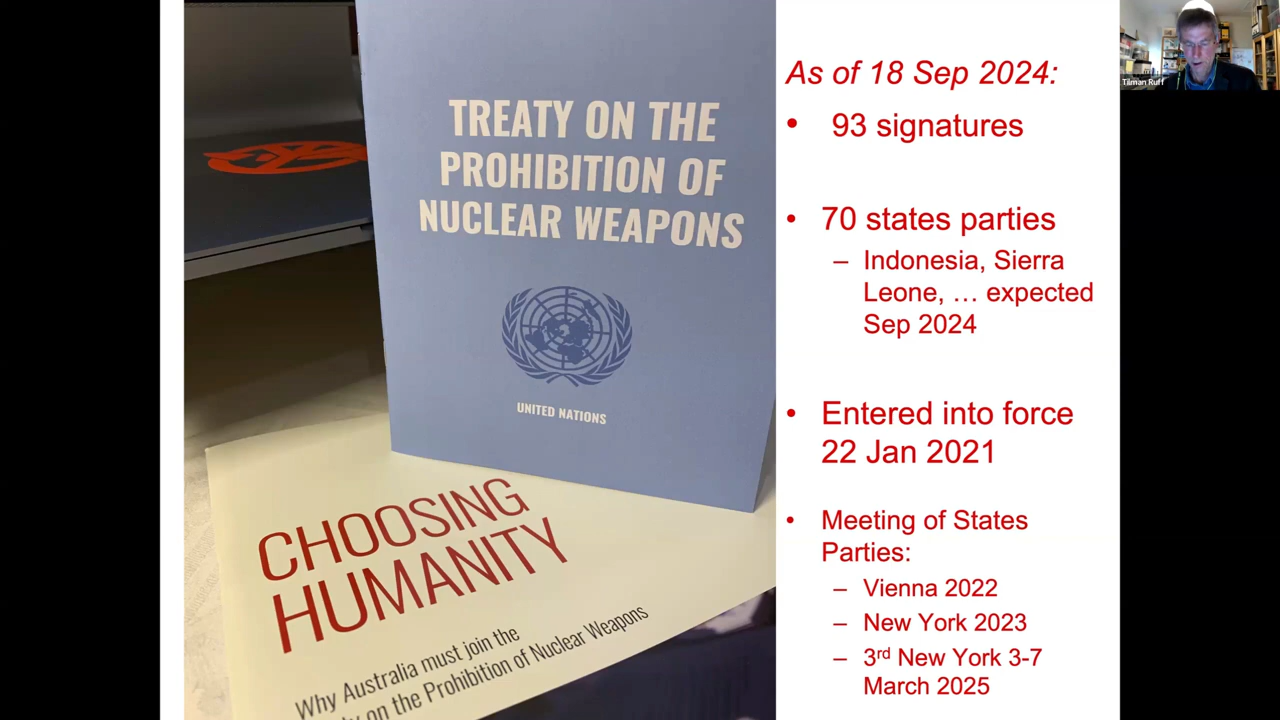 TREATY ON THE
PROHIBITION OF
NUCLEAR WEAPONS
UNITED NATIONS
CHOOSING
HUMANITY
Why Australia must join the
on the Prohibition of Nuclear Weapons
As of 18 Sep 2024:
• 93 signatures
• 70 states parties
– Indonesia, Sierra
Leone, … expected
Sep 2024
• Entered into force
22 Jan 2021
• Meeting of States
Parties:
– Vienna 2022
– New York 2023
– 3rd New York 3-7
March 2025
Tilman Ruff